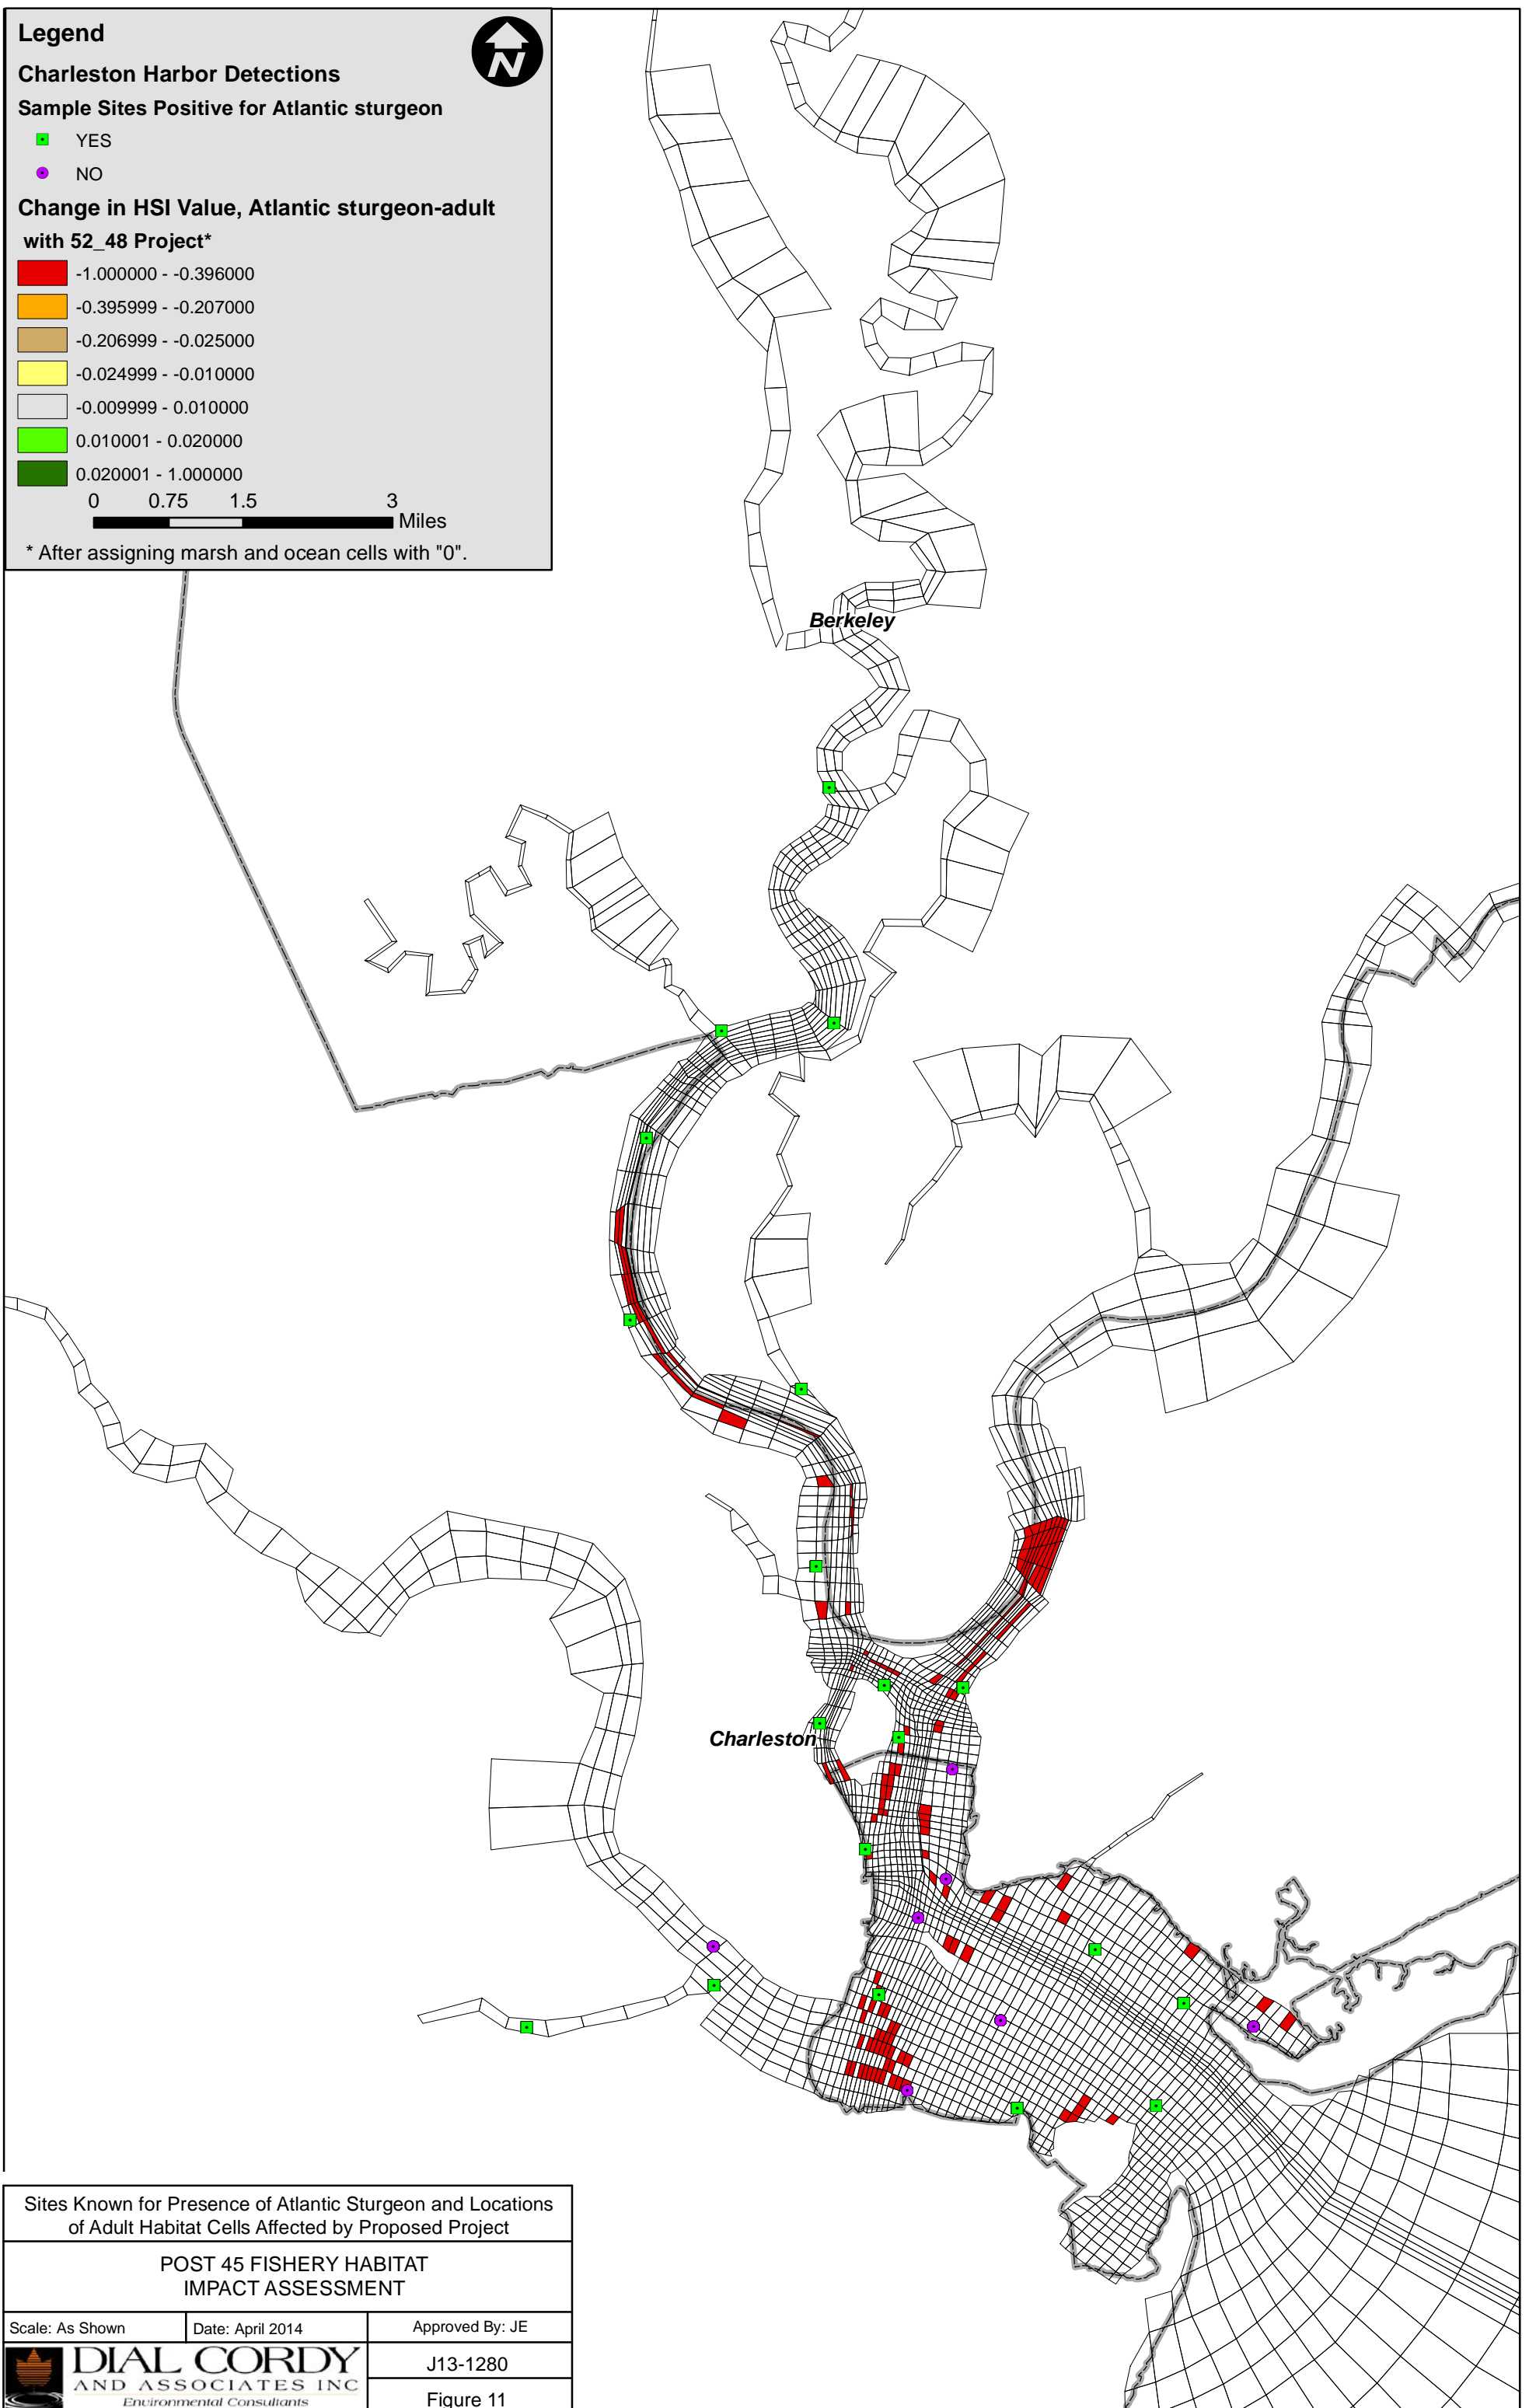 Legend
N
Charleston Harbor Detections
Sample Sites Positive for Atlantic sturgeon
YES
NO
Change in HSI Value, Atlantic sturgeon-adult
with 52_48 Project*
-1.000000 - -0.396000
-0.395999 - -0.207000
-0.206999 - -0.025000
-0.024999 - -0.010000
-0.009999 - 0.010000
0.010001 - 0.020000
0.020001 - 1.000000
0 0.75 1.5 3
Miles
* After assigning marsh and ocean cells with "0".
Berkeley
Charleston
Sites Known for Presence of Atlantic Sturgeon and Locations
of Adult Habitat Cells Affected by Proposed Project
POST 45 FISHERY HABITAT
IMPACT ASSESSMENT
Scale: As Shown
Date: April 2014
Approved By: JE
DIAL CORDY
AND ASSOCIATES INC
Environmental Consultants
J13-1280
Figure 11